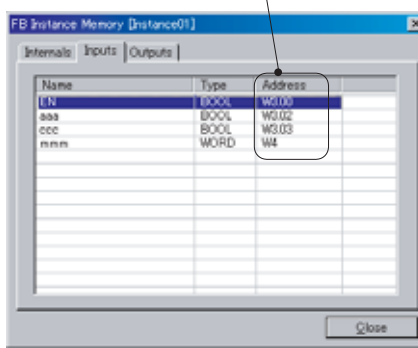 FB Instance Memory [Instance01]
Internals Inputs Outputs
Name Type Address
EN BOOL W3.00
aaa BOOL W3.02
ccc BOOL W3.03
mmm WORD W4
Close